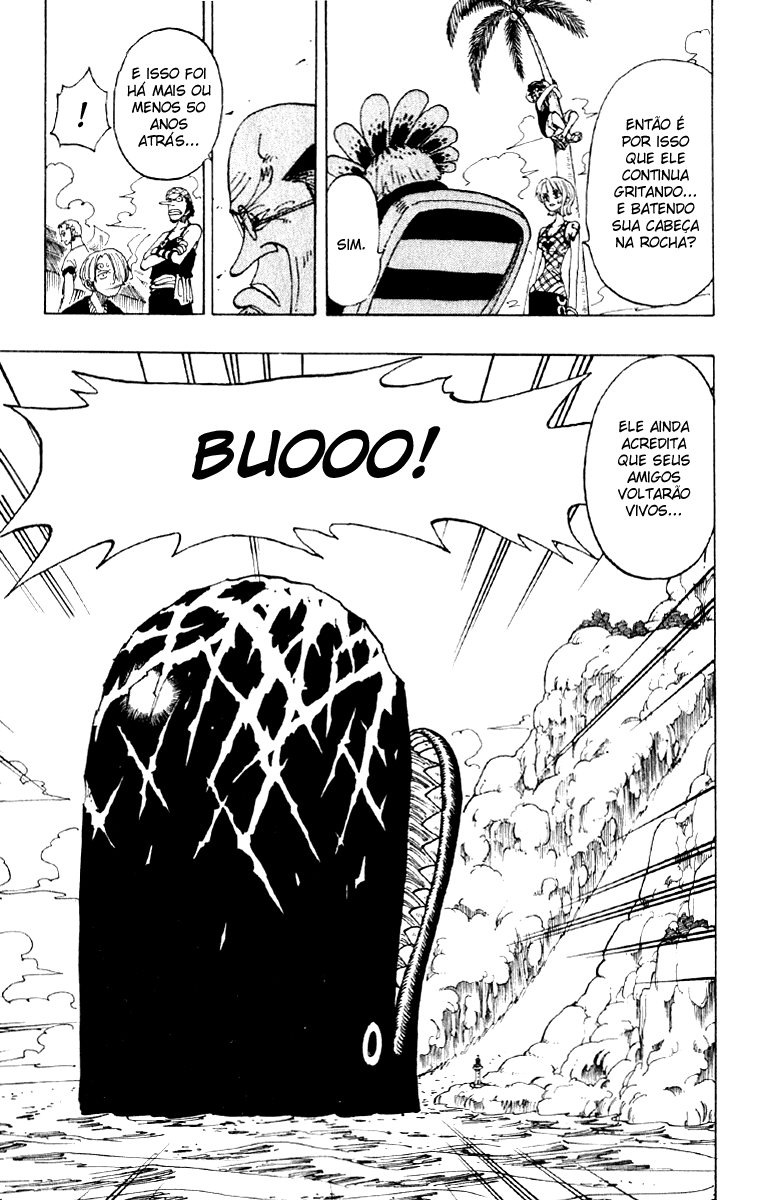 E ISSO FOI
HÁ MAIS OU
MENOS 50
ANOS
ATRÁS...
!
SIM.
ENTÃO É
POR ISSO
QUE ELE
CONTINUA
GRITANDO...
E BATENDO
SUA CABEÇA
NA ROCHA?
BUOOO!
ELE AINDA
ACREDITA
QUE SEUS
AMIGOS
VOLTARÃO
VIVOS...